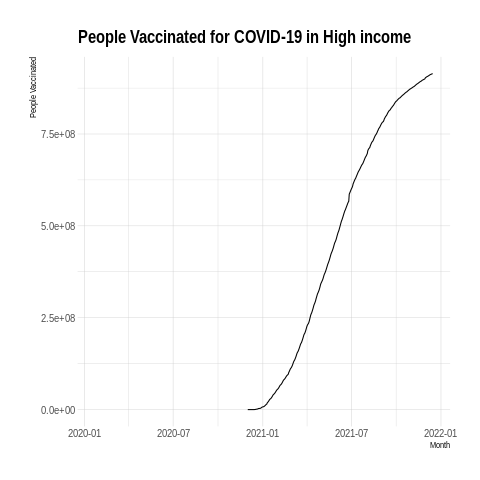 People Vaccinated for COVID-19 in High income
People Vaccinated
7.5e+08
5.0e+08
2.5e+08
0.0e+00
2020-01 2020-07 2021-01 2021-07 2022-01
Month